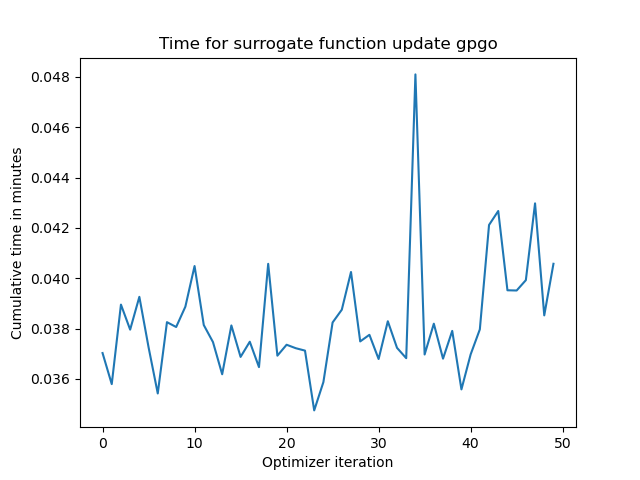 Time for surrogate function update gpgo
0.048
0.046
0.044
0.042
0.040
0.038
0.036
Cumulative time in minutes
0 10 20 30 40 50
Optimizer iteration